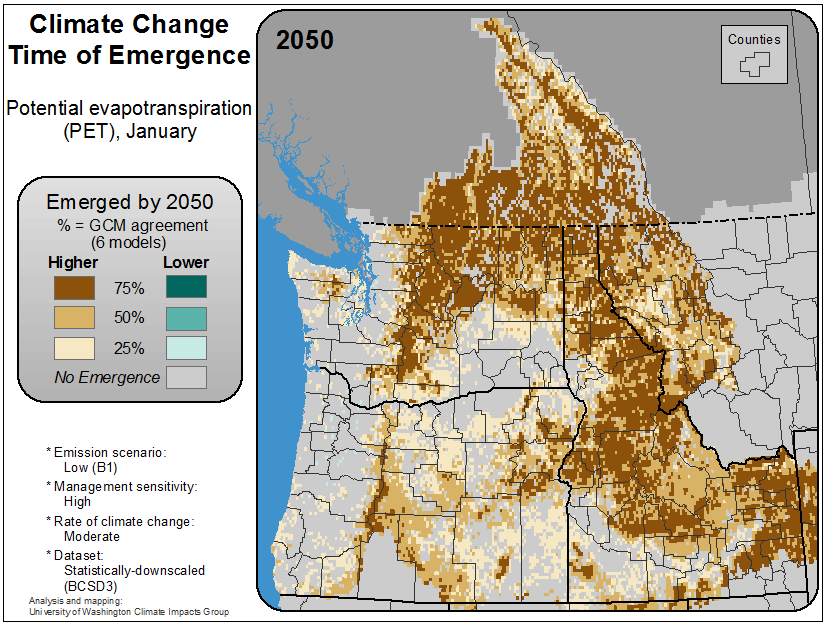 Climate Change
Time of Emergence
Potential evapotranspiration
(PET), January
Emerged by 2050
% = GCM agreement
(6 models)
Higher Lower
75%
50%
25%
No Emergence
* Emission scenario:
Low (B1)
* Management sensitivity:
High
* Rate of climate change:
Moderate
* Dataset:
Statistically-downscaled
(BCSD3)
Analysis and mapping:
University of Washington Climate Impacts Group
2050
Counties